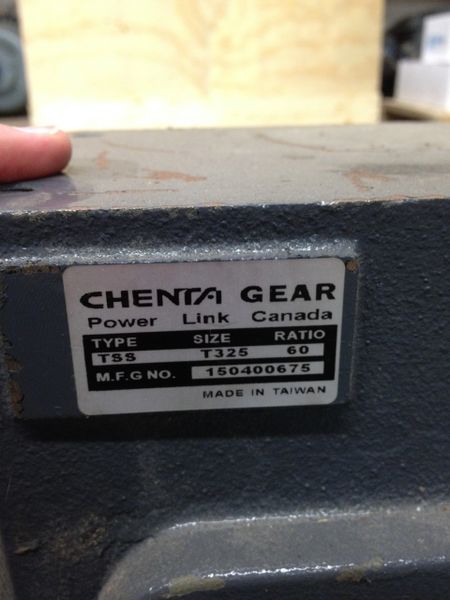 CHENTA GEAR
Power Link Canada
TYPE SIZE RATIO
TSS T325 60
M.F.G NO. 150400675
MADE IN TAIWAN